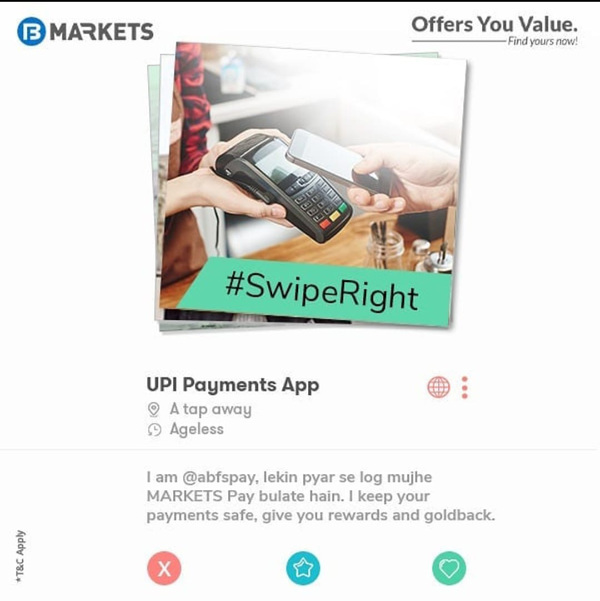 B MARKETS
Offers You Value.
Find yours now!
#SwipeRight
UPI Payments App
A tap away
Ageless
I am @abfspay, lekin pyar se log mujhe
MARKETS Pay bulate hain. I keep your
payments safe, give you rewards and goldback.
X
*T&C Apply